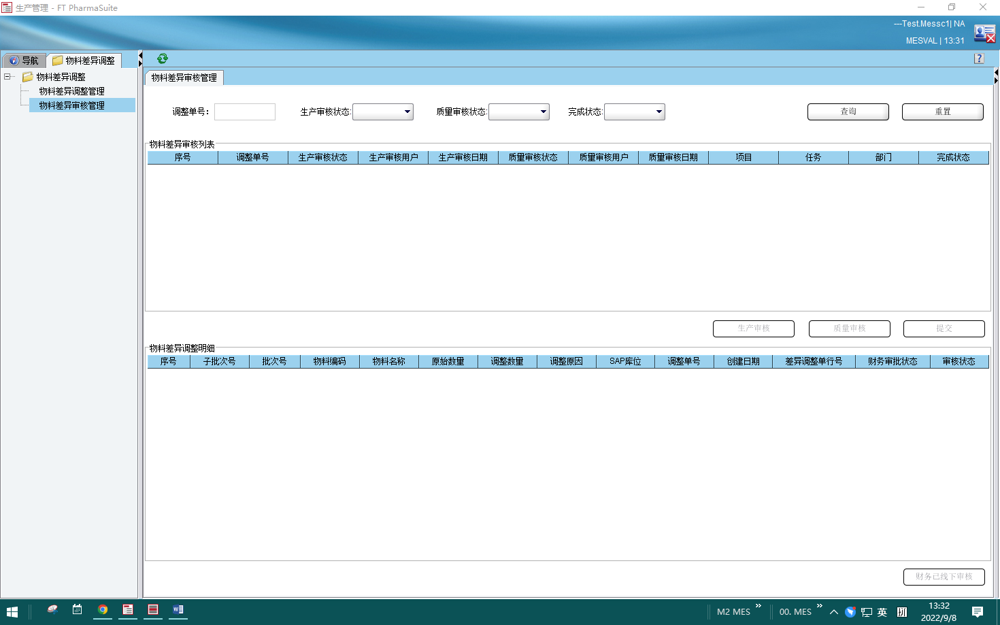 生产管理 - FT PharmaSuite
---Test.Messc1| NA
MESVAL | 13:31
导航
物料差异调整
物料差异调整
物料差异调整管理
物料差异审核管理
物料差异审核管理
调整单号：
生产审核状态:
质量审核状态:
完成状态:
查询
重置
物料差异审核列表
序号 调整单号 生产审核状态 生产审核用户 生产审核日期 质量审核状态 质量审核用户 质量审核日期 项目 任务 部门 完成状态
生产审核
质量审核
提交
物料差异调整明细
序号 子批次号 批次号 物料编码 物料名称 原始数量 调整数量 调整原因 SAP库位 调整单号 创建日期 差异调整单行号 财务审批状态 审核状态
财务已线下审核
M2 MES
00. MES
英
拼
13:32
2022/9/8